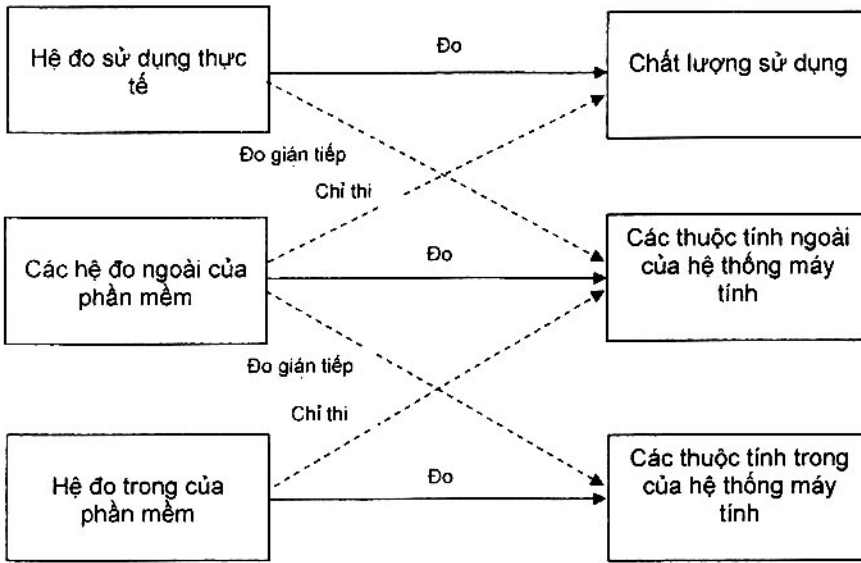 Hệ đo sử dụng thực
tế
Đo
Chất lượng sử dụng
Đo gián tiếp
Chỉ thi
Các hệ đo ngoài của
phần mềm
Đo
Các thuộc tính ngoài
của hệ thống máy
tính
Đo gián tiếp
Chỉ thi
Hệ đo trong của
phần mềm
Đo
Các thuộc tính trong
của hệ thống máy
tính